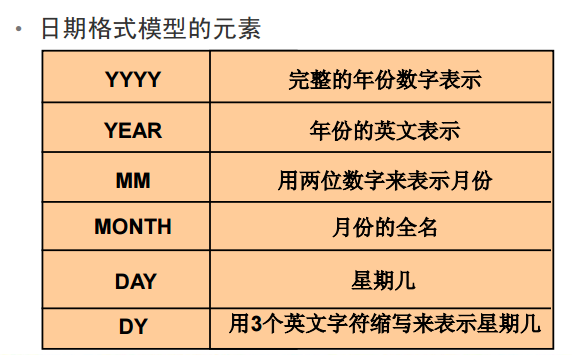 • 日期格式模型的元素
YYYY 完整的年份数字表示
YEAR 年份的英文表示
MM 用两位数字来表示月份
MONTH 月份的全名
DAY 星期几
DY 用3个英文字符缩写来表示星期几